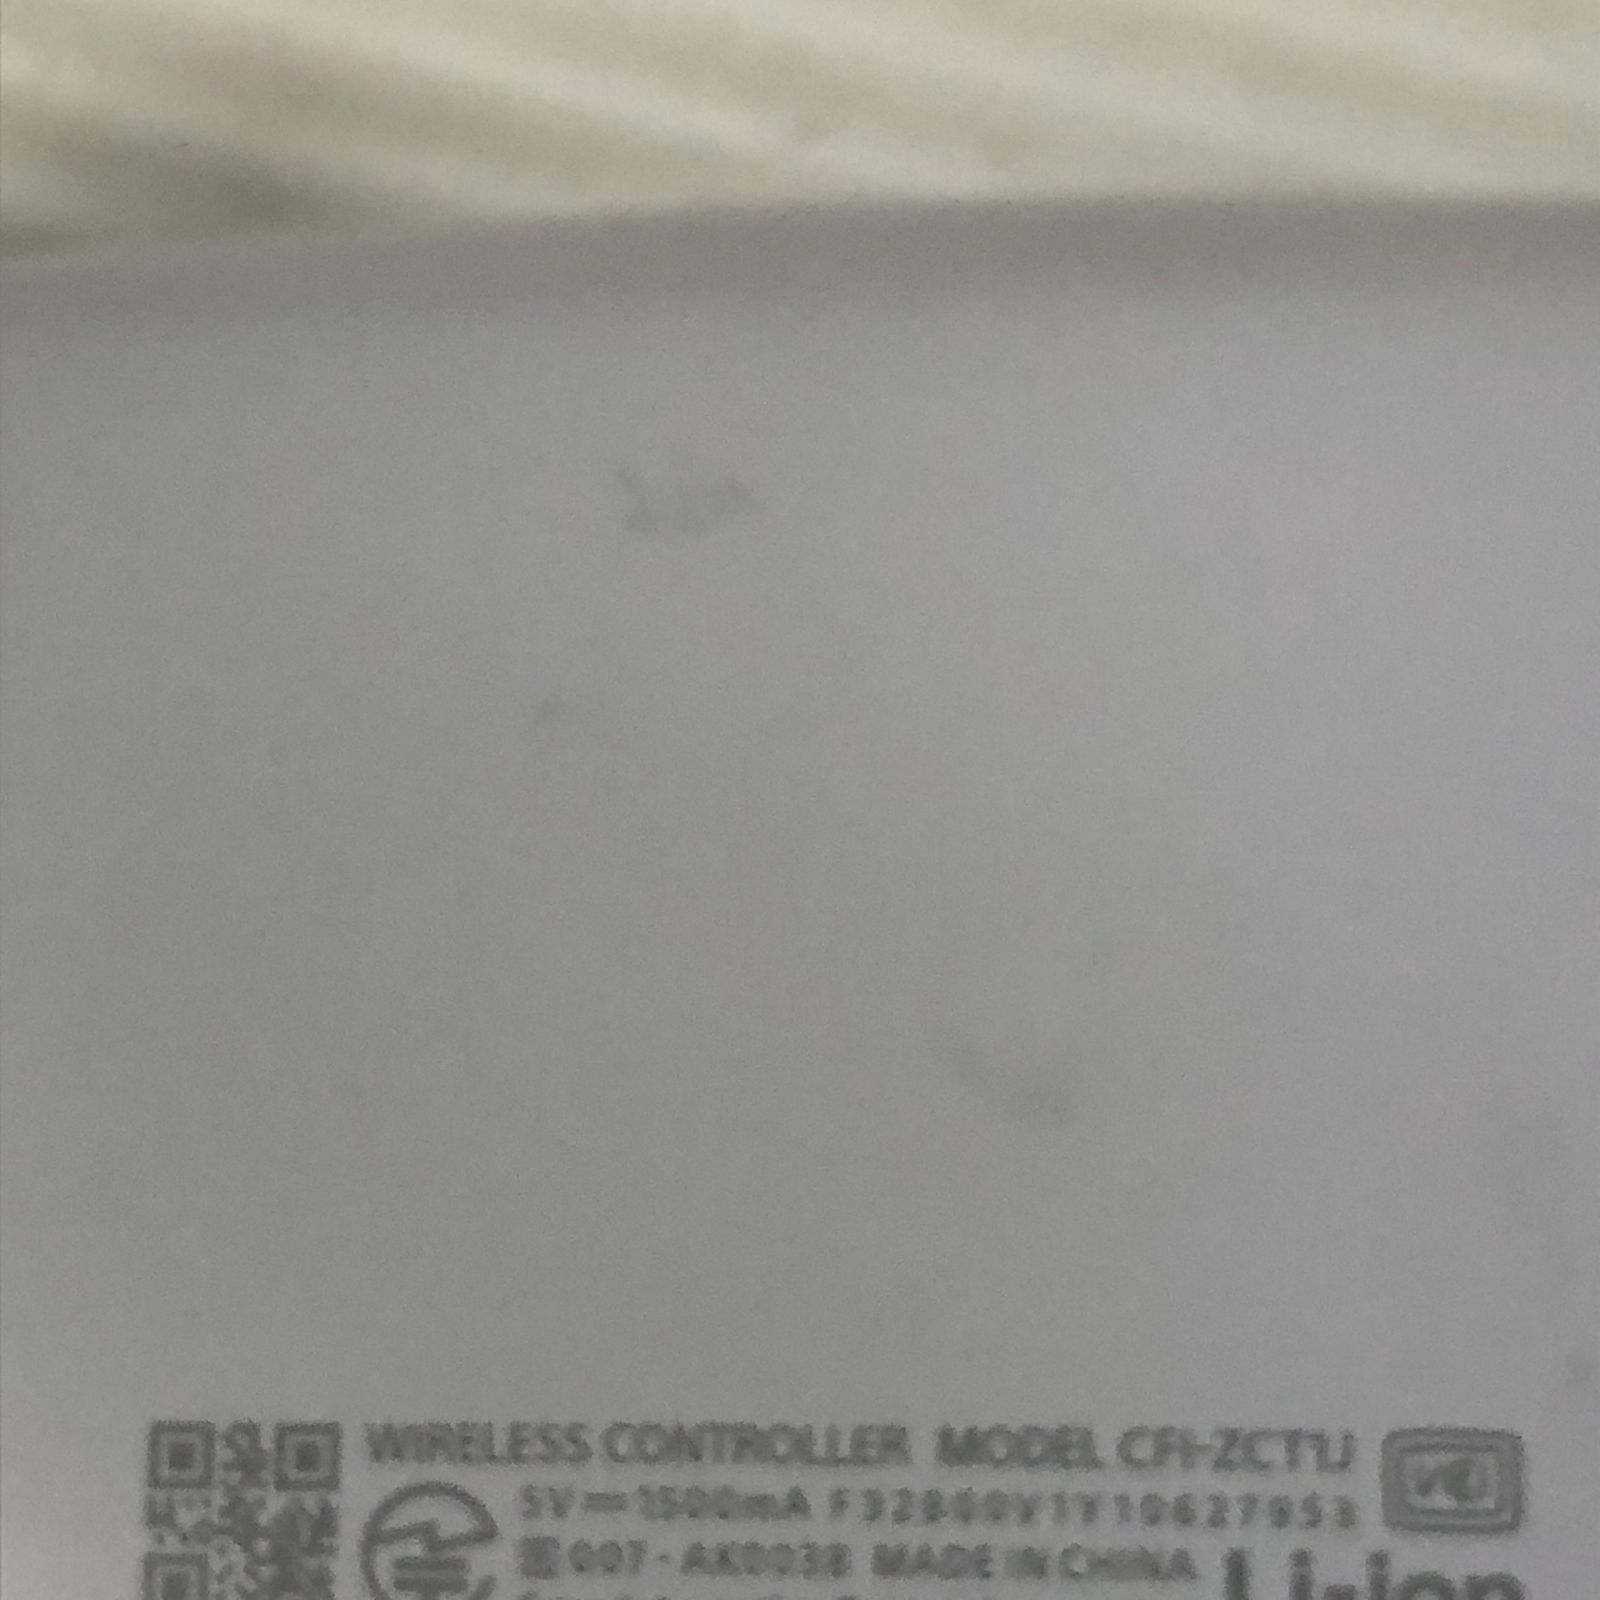 WIRELESS CONTROLLER MODEL CFI-ZCT1J
5V⎓1500mA
007-AK0038 MADE IN CHINA
Li-ion